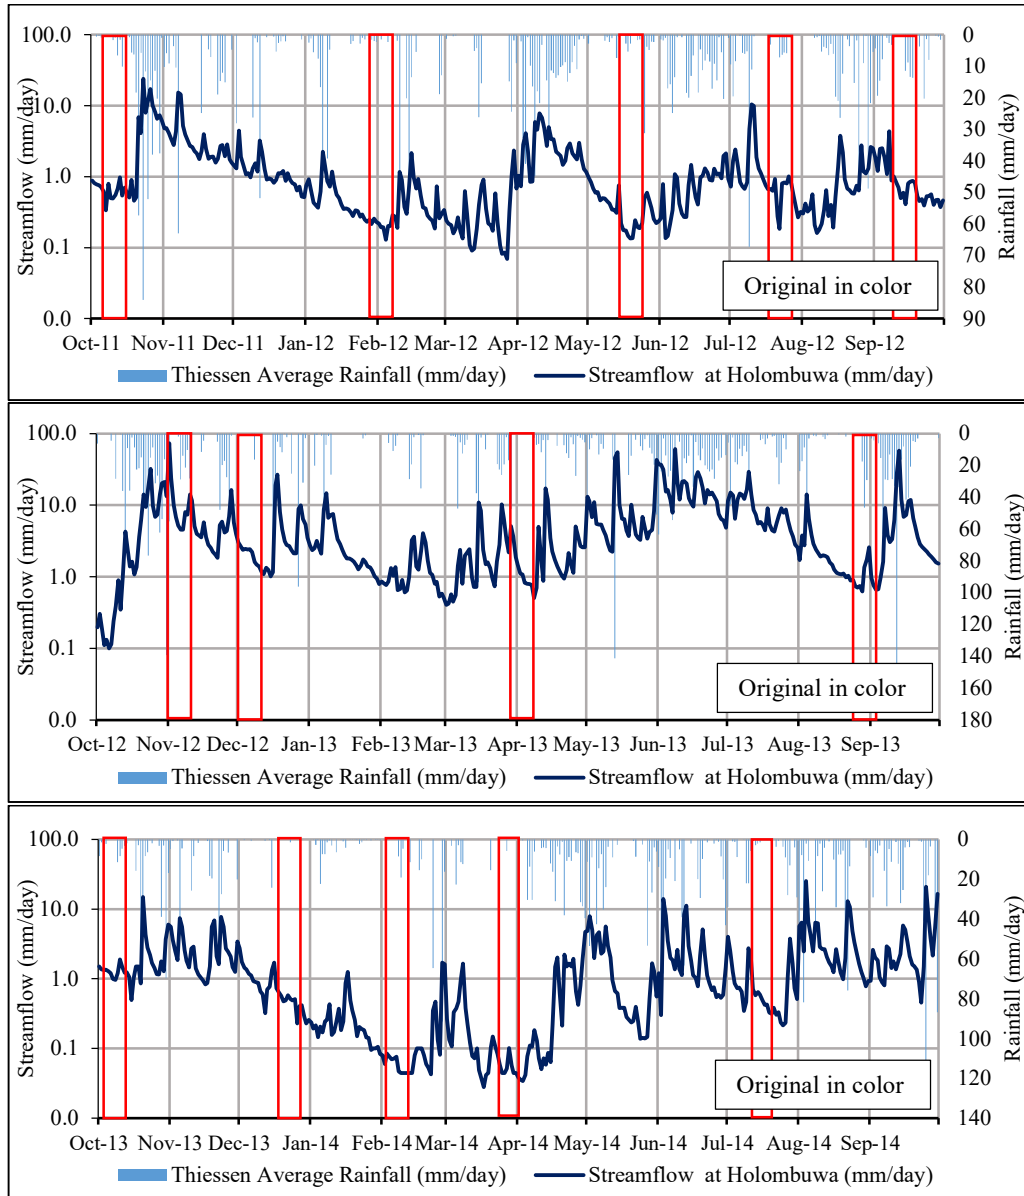 100.0
10.0
1.0
0.1
0.0
Streamflow (mm/day)
0
10
20
30
40
50
60
70
80
90
Rainfall (mm/day)
Original in color
Oct-11 Nov-11 Dec-11 Jan-12 Feb-12 Mar-12 Apr-12 May-12 Jun-12 Jul-12 Aug-12 Sep-12
Thiessen Average Rainfall (mm/day) Streamflow at Holombuwa (mm/day)
100.0
10.0
1.0
0.1
0.0
Streamflow (mm/day)
0
20
40
60
80
100
120
140
160
180
Rainfall (mm/day)
Original in color
Oct-12 Nov-12 Dec-12 Jan-13 Feb-13 Mar-13 Apr-13 May-13 Jun-13 Jul-13 Aug-13 Sep-13
Thiessen Average Rainfall (mm/day) Streamflow at Holombuwa (mm/day)
100.0
10.0
1.0
0.1
0.0
Streamflow (mm/day)
0
20
40
60
80
100
120
140
Rainfall (mm/day)
Original in color
Oct-13 Nov-13 Dec-13 Jan-14 Feb-14 Mar-14 Apr-14 May-14 Jun-14 Jul-14 Aug-14 Sep-14
Thiessen Average Rainfall (mm/day) Streamflow at Holombuwa (mm/day)